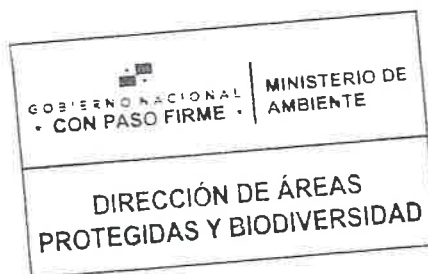 GOBIERNO NACIONAL
• CON PASO FIRME •
MINISTERIO DE
AMBIENTE
DIRECCIÓN DE ÁREAS
PROTEGIDAS Y BIODIVERSIDAD